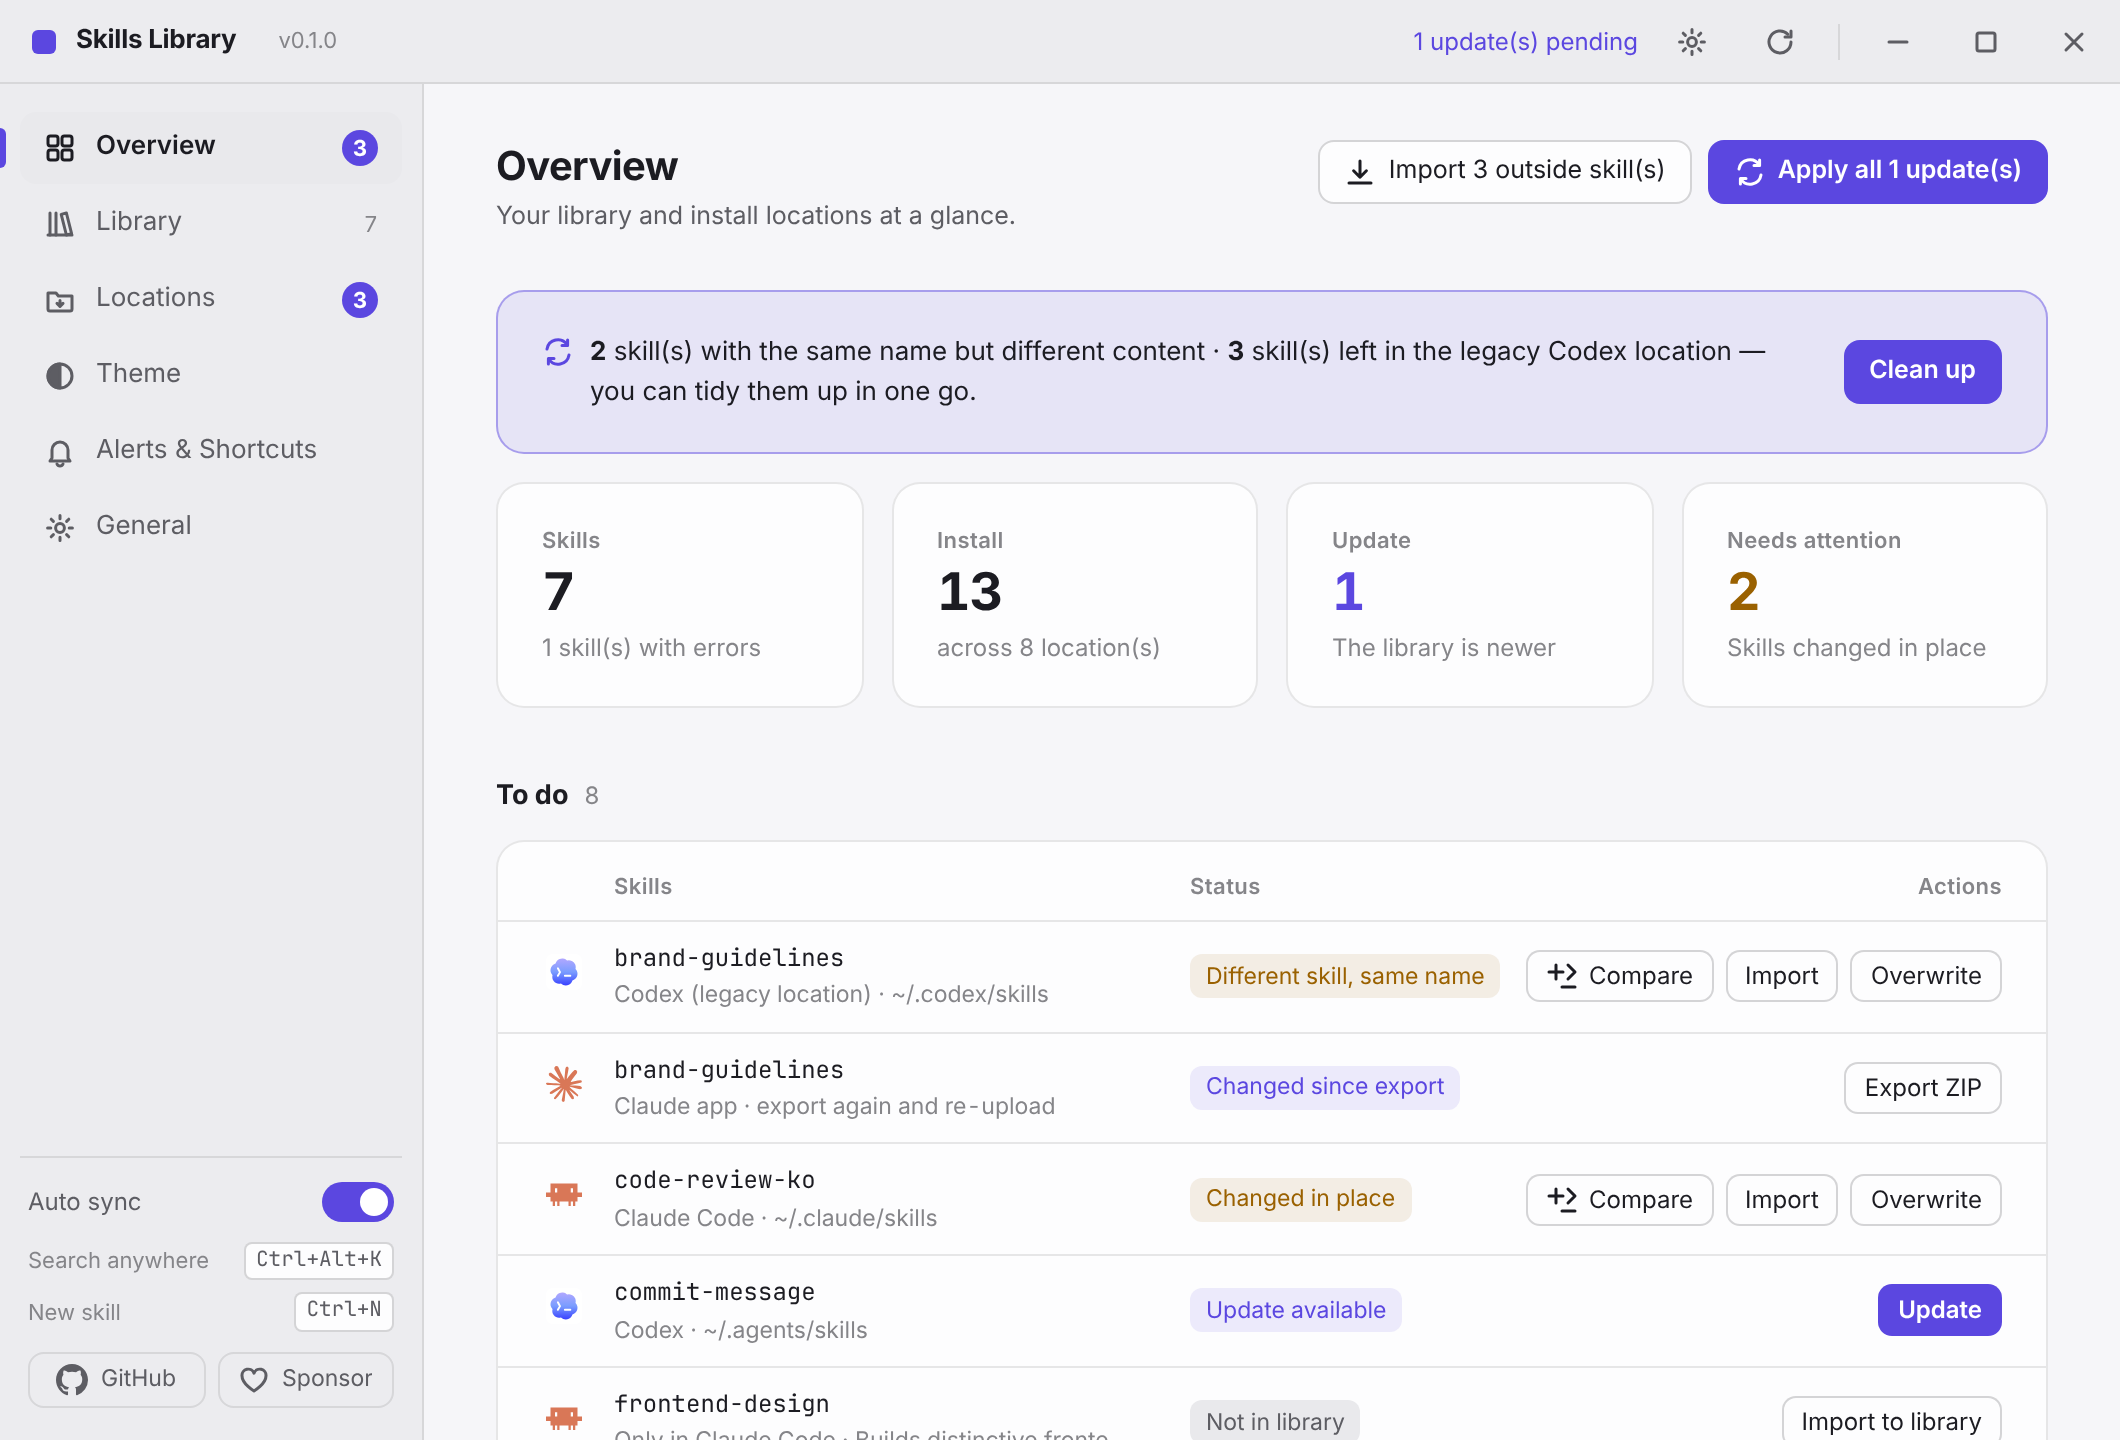 Skills Library v0.1.0
1 update(s) pending
Overview 3
Library 7
Locations 3
Theme
Alerts & Shortcuts
General
Auto sync
Search anywhere Ctrl+Alt+K
New skill Ctrl+N
GitHub Sponsor
Overview
Your library and install locations at a glance.
Import 3 outside skill(s) Apply all 1 update(s)
2 skill(s) with the same name but different content · 3 skill(s) left in the legacy Codex location —
you can tidy them up in one go.
Clean up
Skills
7
1 skill(s) with errors
Install
13
across 8 location(s)
Update
1
The library is newer
Needs attention
2
Skills changed in place
To do 8
Skills Status Actions
brand-guidelines
Codex (legacy location) · ~/.codex/skills
Different skill, same name Compare Import Overwrite
brand-guidelines
Claude app · export again and re-upload
Changed since export Export ZIP
code-review-ko
Claude Code · ~/.claude/skills
Changed in place Compare Import Overwrite
commit-message
Codex · ~/.agents/skills
Update available Update
frontend-design
Only in Claude Code · Builds distinctive fronte
Not in library Import to library